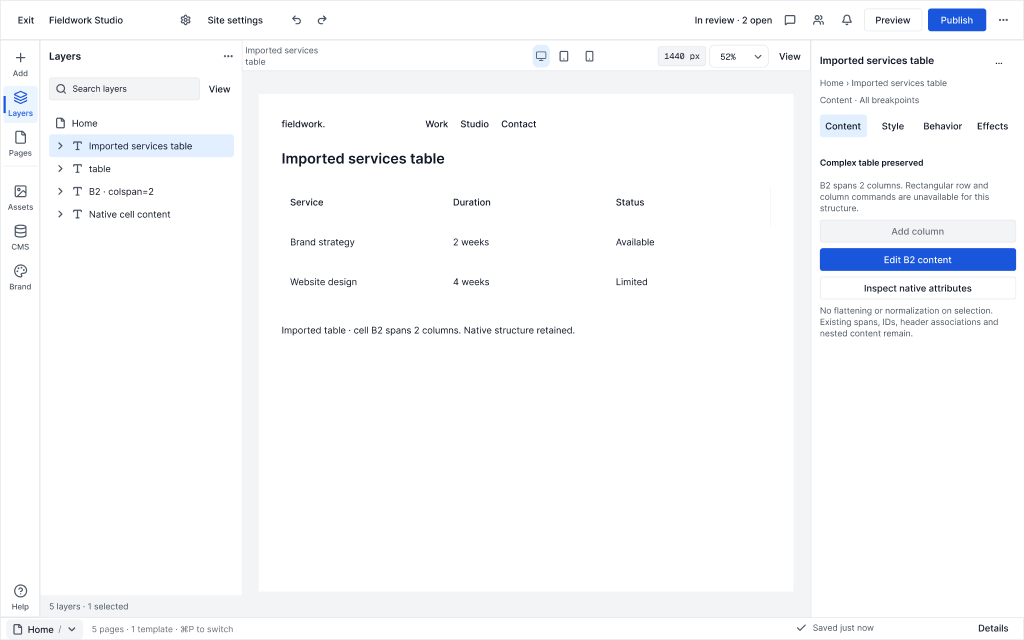 Exit
Fieldwork Studio
Site settings
In review · 2 open
Preview
Publish
Add
Layers
Pages
Assets
CMS
Brand
Help
Layers
Search layers
View
Home
Imported services table
table
B2 · colspan=2
Native cell content
5 layers · 1 selected
Imported services
table
1440 px
52%
View
fieldwork.
Work
Studio
Contact
Imported services table
Service Duration Status
Brand strategy 2 weeks Available
Website design 4 weeks Limited
Imported table · cell B2 spans 2 columns. Native structure retained.
Imported services table
Home › Imported services table
Content · All breakpoints
Content
Style
Behavior
Effects
Complex table preserved
B2 spans 2 columns. Rectangular row and
column commands are unavailable for this
structure.
Add column
Edit B2 content
Inspect native attributes
No flattening or normalization on selection.
Existing spans, IDs, header associations and
nested content remain.
Home /
5 pages · 1 template · ⌘P to switch
Saved just now
Details